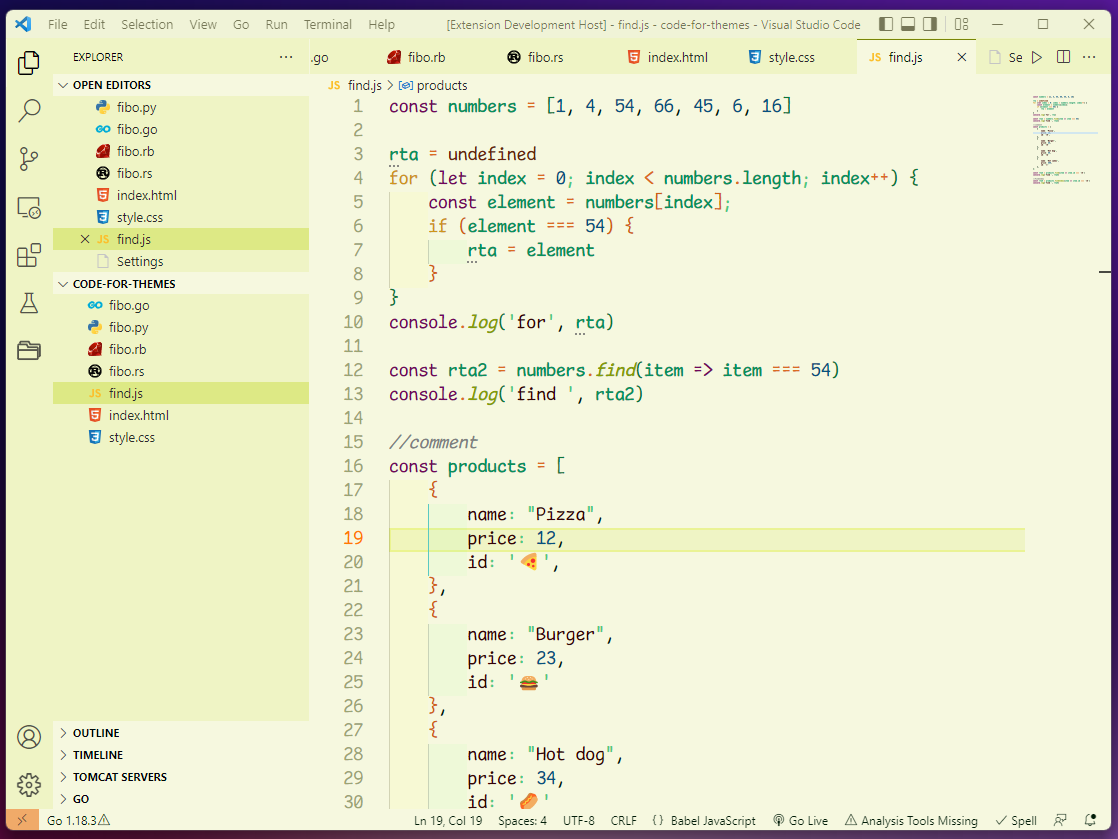 File Edit Selection View Go Run Terminal Help [Extension Development Host] - find.js - code-for-themes - Visual Studio Code
EXPLORER
.go fibo.rb fibo.rs index.html style.css JS find.js Se
OPEN EDITORS
fibo.py
fibo.go
fibo.rb
fibo.rs
index.html
style.css
JS find.js
Settings
CODE-FOR-THEMES
fibo.go
fibo.py
fibo.rb
fibo.rs
JS find.js
index.html
style.css
OUTLINE
TIMELINE
TOMCAT SERVERS
GO
JS find.js > products
1 const numbers = [1, 4, 54, 66, 45, 6, 16]
2
3 rta = undefined
4 for (let index = 0; index < numbers.length; index++) {
5 const element = numbers[index];
6 if (element === 54) {
7 rta = element
8 }
9 }
10 console.log('for', rta)
11
12 const rta2 = numbers.find(item => item === 54)
13 console.log('find ', rta2)
14
15 //comment
16 const products = [
17 {
18 name: "Pizza",
19 price: 12,
20 id: '🍕',
21 },
22 {
23 name: "Burger",
24 price: 23,
25 id: '🍔'
26 },
27 {
28 name: "Hot dog",
29 price: 34,
30 id: '🌭'
Go 1.18.3 Ln 19, Col 19 Spaces: 4 UTF-8 CRLF {} Babel JavaScript Go Live Analysis Tools Missing Spell